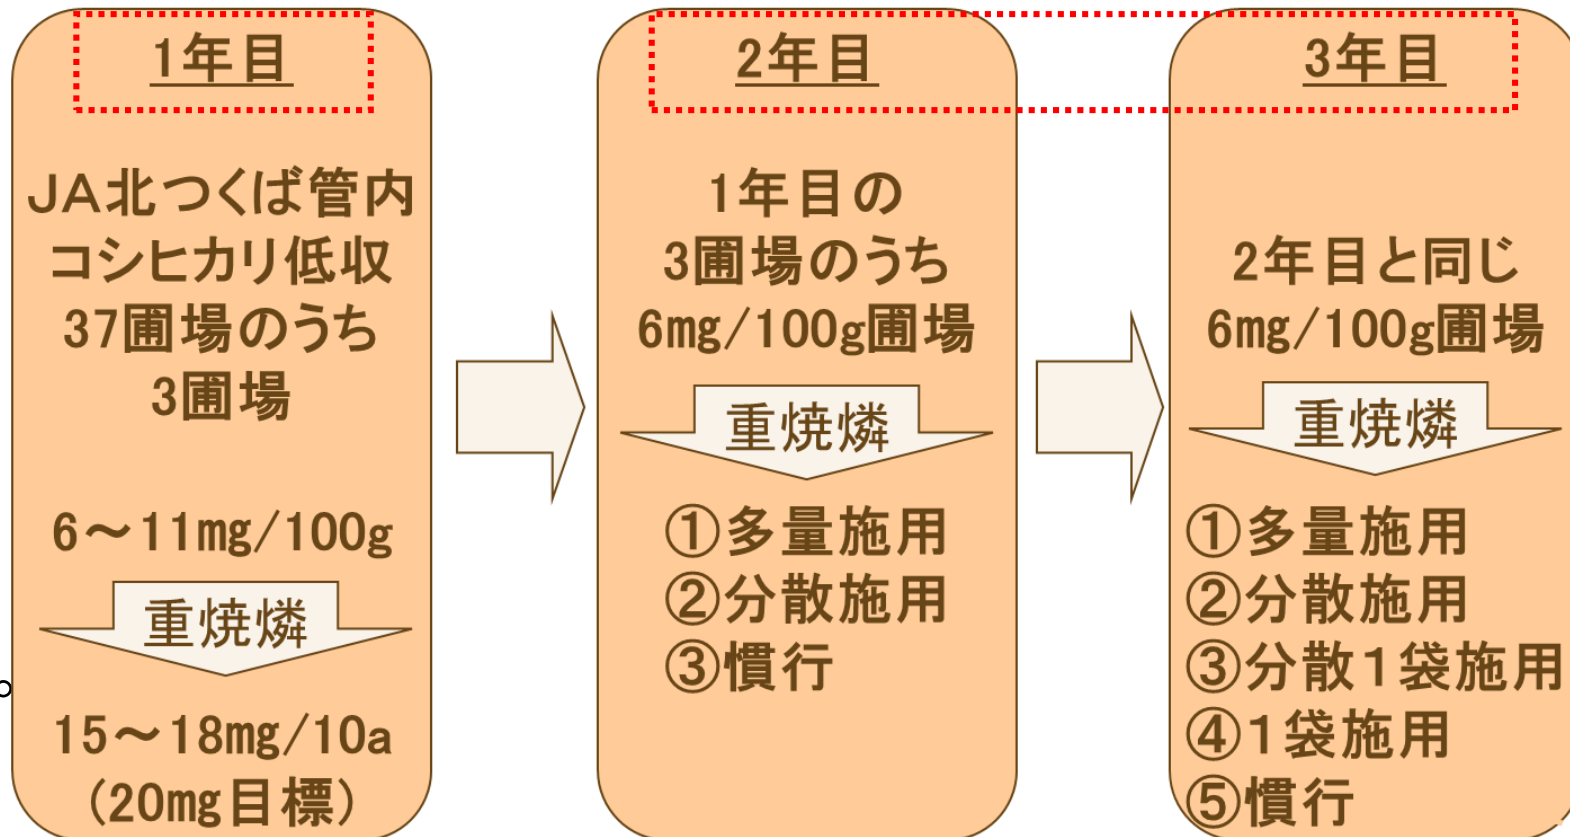 1年目
JA北つくば管内
コシヒカリ低収
37圃場のうち
3圃場
6～11mg/100g
重焼燐
15～18mg/10a
(20mg目標)
2年目
1年目の
3圃場のうち
6mg/100g圃場
重焼燐
①多量施用
②分散施用
③慣行
3年目
2年目と同じ
6mg/100g圃場
重焼燐
①多量施用
②分散施用
③分散１袋施用
④１袋施用
⑤慣行